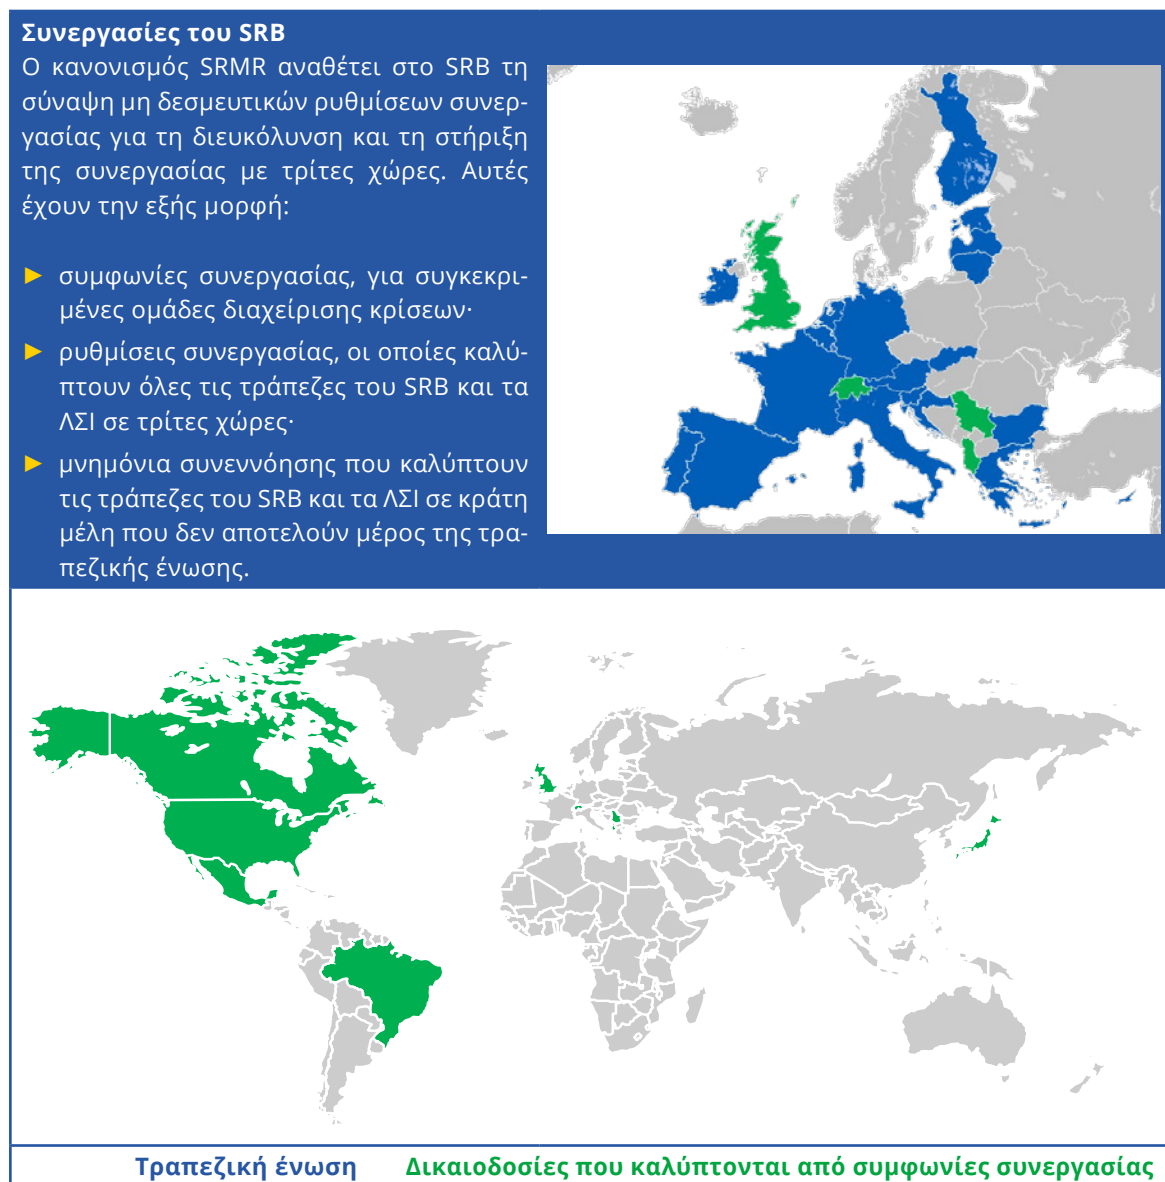 Συνεργασίες του SRB
Ο κανονισμός SRMR αναθέτει στο SRB τη
σύναψη μη δεσμευτικών ρυθμίσεων συνερ-
γασίας για τη διευκόλυνση και τη στήριξη
της συνεργασίας με τρίτες χώρες. Αυτές
έχουν την εξής μορφή:
► συμφωνίες συνεργασίας, για συγκεκρι-
μένες ομάδες διαχείρισης κρίσεων·
► ρυθμίσεις συνεργασίας, οι οποίες καλύ-
πτουν όλες τις τράπεζες του SRB και τα
ΛΣΙ σε τρίτες χώρες·
► μνημόνια συνεννόησης που καλύπτουν
τις τράπεζες του SRB και τα ΛΣΙ σε κράτη
μέλη που δεν αποτελούν μέρος της τρα-
πεζικής ένωσης.
Τραπεζική ένωση Δικαιοδοσίες που καλύπτονται από συμφωνίες συνεργασίας